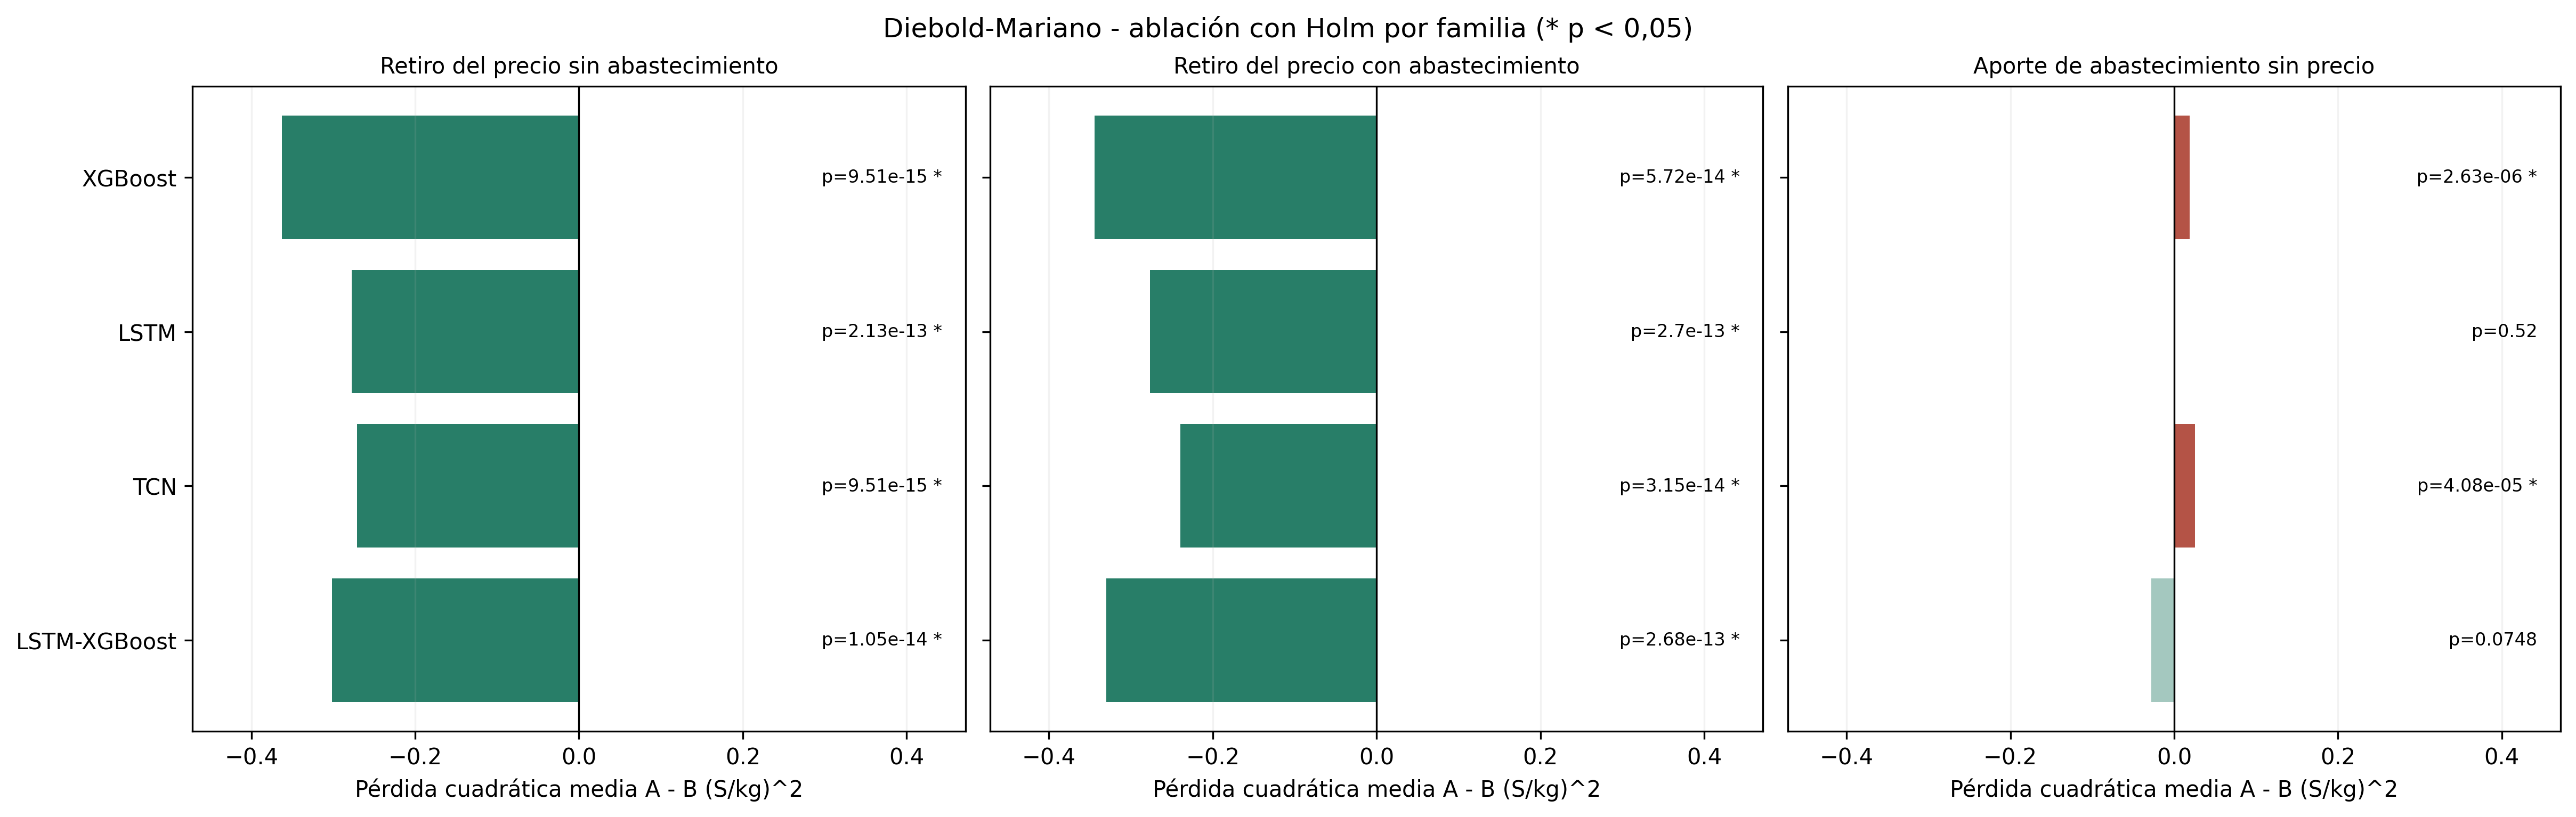 Diebold-Mariano - ablación con Holm por familia (* p < 0,05)
Retiro del precio sin abastecimiento
Retiro del precio con abastecimiento
Aporte de abastecimiento sin precio
XGBoost
p=9.51e-15 *
p=5.72e-14 *
p=2.63e-06 *
LSTM
p=2.13e-13 *
p=2.7e-13 *
p=0.52
TCN
p=9.51e-15 *
p=3.15e-14 *
p=4.08e-05 *
LSTM-XGBoost
p=1.05e-14 *
p=2.68e-13 *
p=0.0748
−0.4 −0.2 0.0 0.2 0.4
−0.4 −0.2 0.0 0.2 0.4
−0.4 −0.2 0.0 0.2 0.4
Pérdida cuadrática media A - B (S/kg)^2
Pérdida cuadrática media A - B (S/kg)^2
Pérdida cuadrática media A - B (S/kg)^2